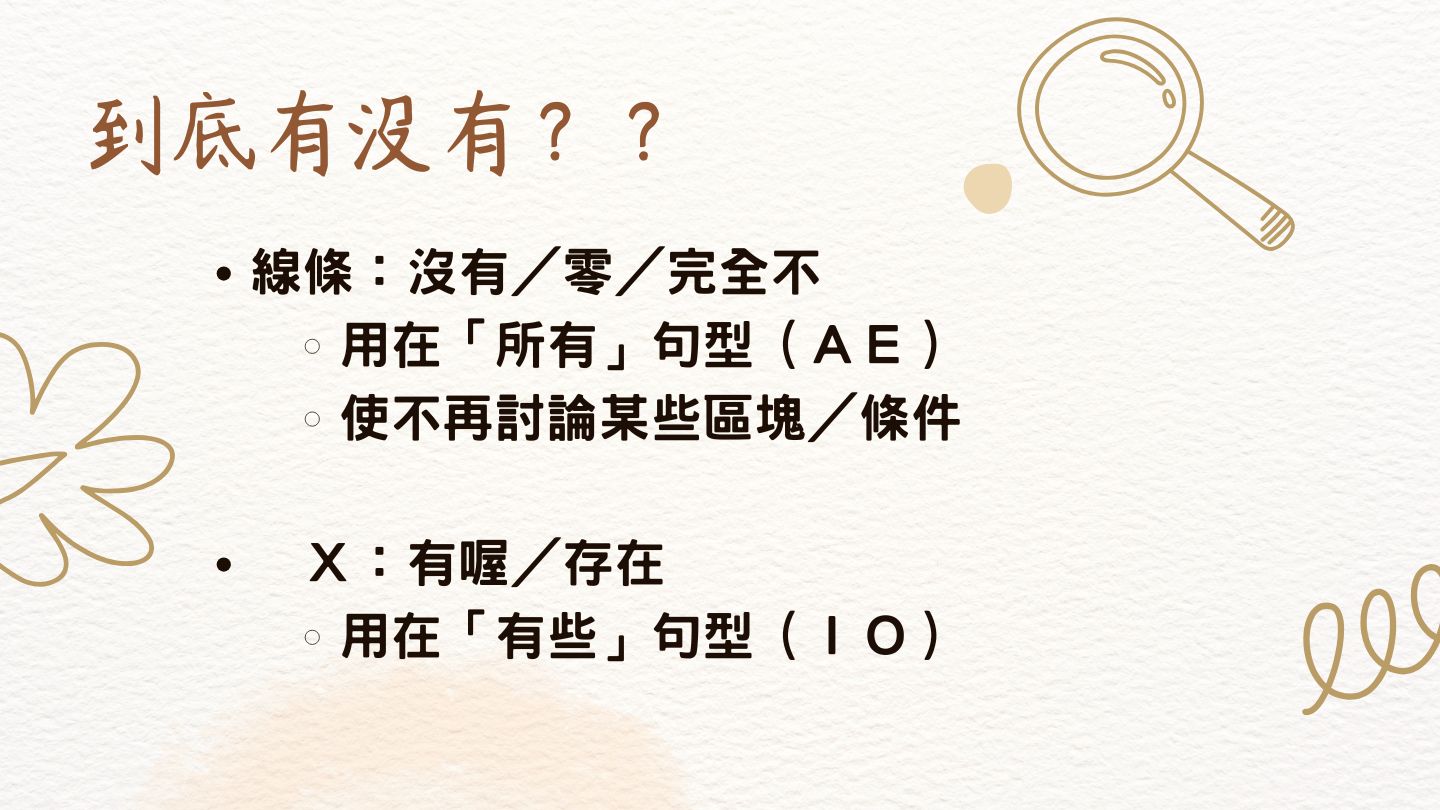 到底有沒有？？
• 線條：沒有／零／完全不
○ 用在「所有」句型（ＡＥ）
○ 使不再討論某些區塊／條件
• Ｘ：有喔／存在
○ 用在「有些」句型（ＩＯ）